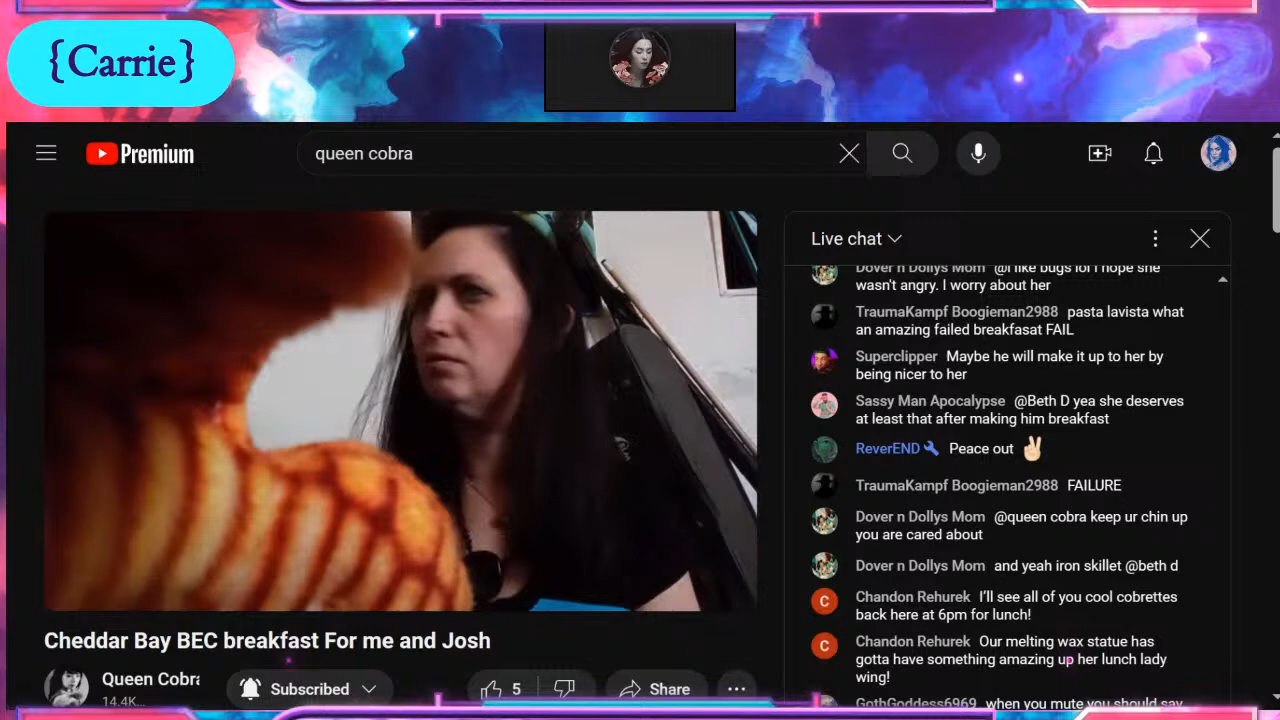 {Carrie}
Premium
queen cobra
Live chat
Dover n Dollys Mom @i like bugs lol i hope she
wasn't angry. I worry about her
TraumaKampf Boogieman2988 pasta lavista what
an amazing failed breakfasat FAIL
Superclipper Maybe he will make it up to her by
being nicer to her
Sassy Man Apocalypse @Beth D yea she deserves
at least that after making him breakfast
ReverEND Peace out
TraumaKampf Boogieman2988 FAILURE
Dover n Dollys Mom @queen cobra keep ur chin up
you are cared about
Dover n Dollys Mom and yeah iron skillet @beth d
C
Chandon Rehurek I'll see all of you cool cobrettes
back here at 6pm for lunch!
C
Chandon Rehurek Our melting wax statue has
gotta have something amazing up her lunch lady
wing!
GothGoddess6969 when you mute you should say
Cheddar Bay BEC breakfast For me and Josh
Queen Cobra
14.4K...
Subscribed
5
Share